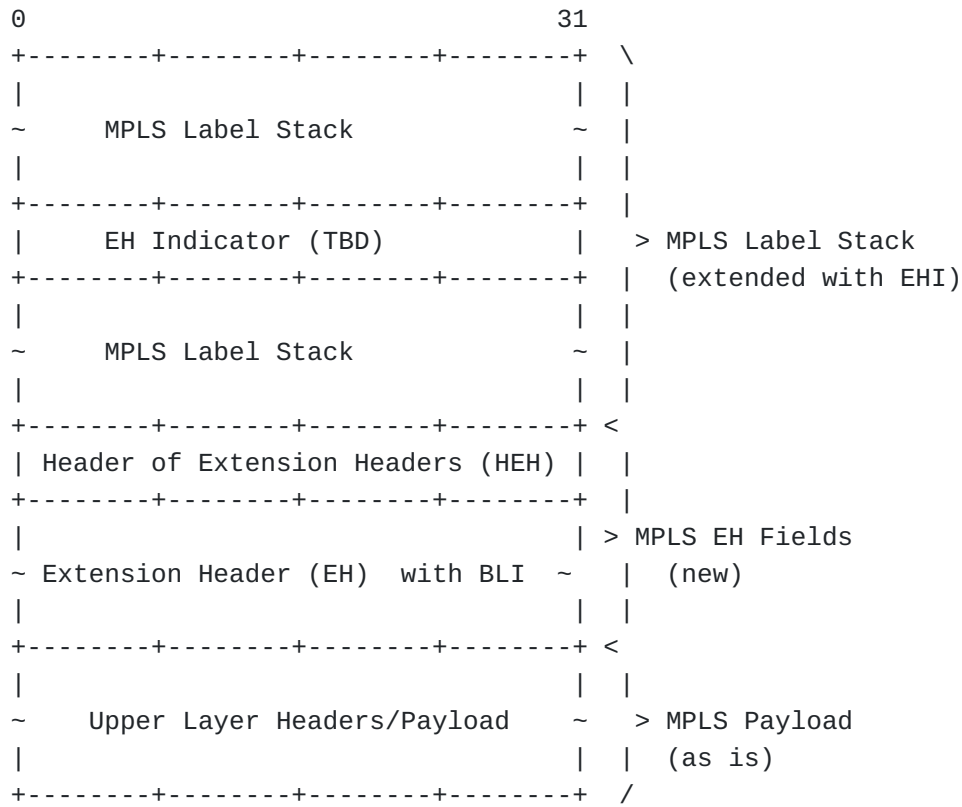 0                                  31
+--------+--------+--------+--------+  \
|                                   |  |
~     MPLS Label Stack              ~  |
|                                   |  |
+--------+--------+--------+--------+  |
|     EH Indicator (TBD)            |   > MPLS Label Stack
+--------+--------+--------+--------+  |  (extended with EHI)
|                                   |  |
~     MPLS Label Stack              ~  |
|                                   |  |
+--------+--------+--------+--------+ <
| Header of Extension Headers (HEH) |  |
+--------+--------+--------+--------+  |
|                                   | > MPLS EH Fields
~ Extension Header (EH)  with BLI  ~   |  (new)
|                                   |  |
+--------+--------+--------+--------+ <
|                                   |  |
~    Upper Layer Headers/Payload    ~   > MPLS Payload
|                                   |  |  (as is)
+--------+--------+--------+--------+  /